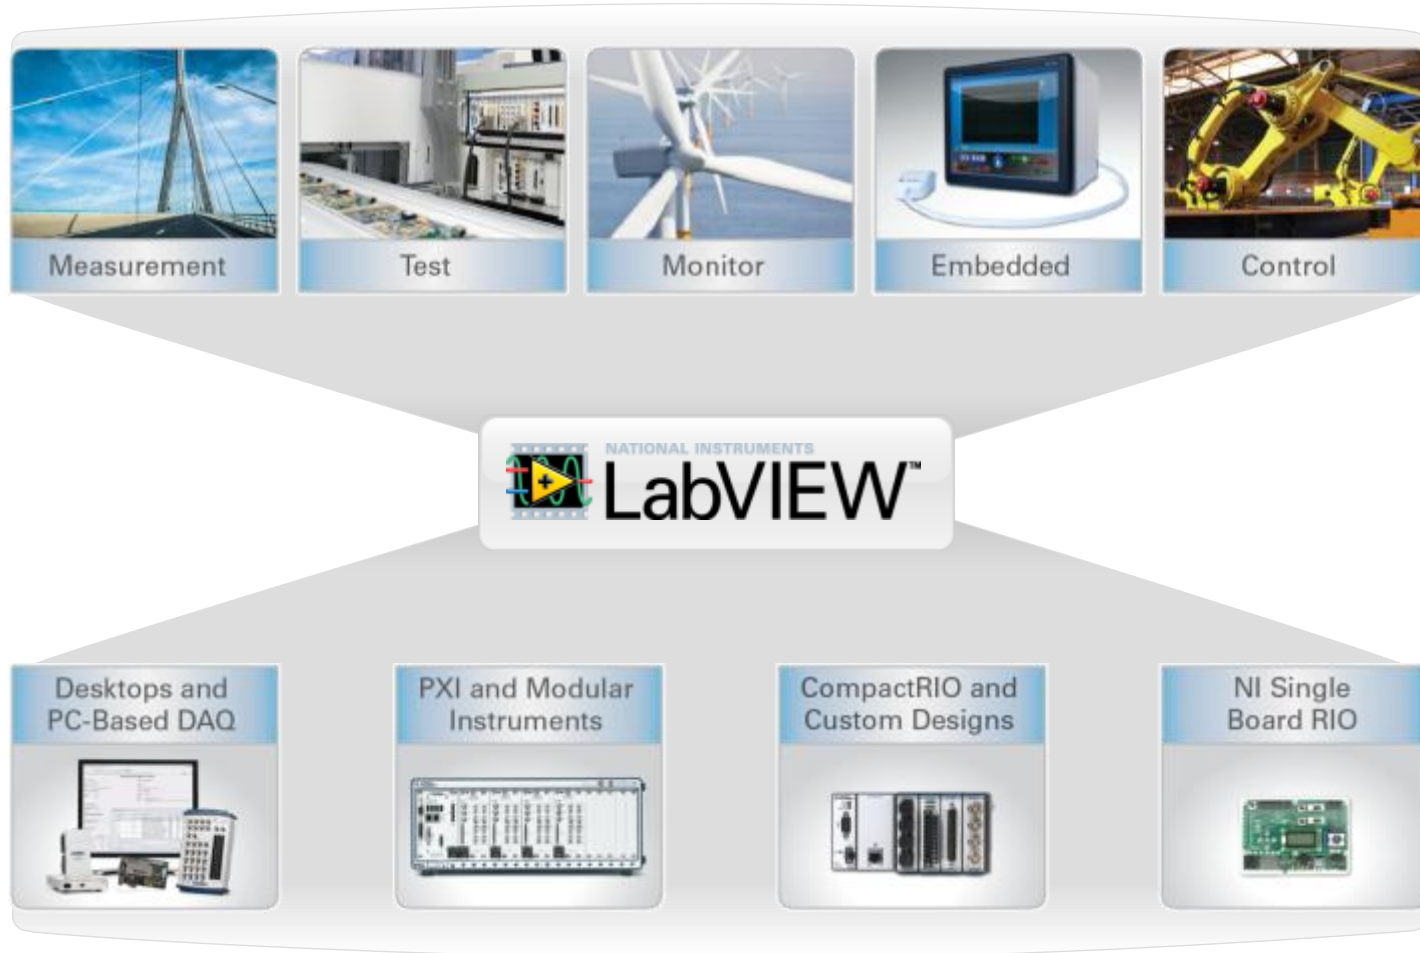 Measurement
Test
Monitor
Embedded
Control
NATIONAL INSTRUMENTS
LabVIEW™
Desktops and
PC-Based DAQ
PXI and Modular
Instruments
CompactRIO and
Custom Designs
NI Single
Board RIO